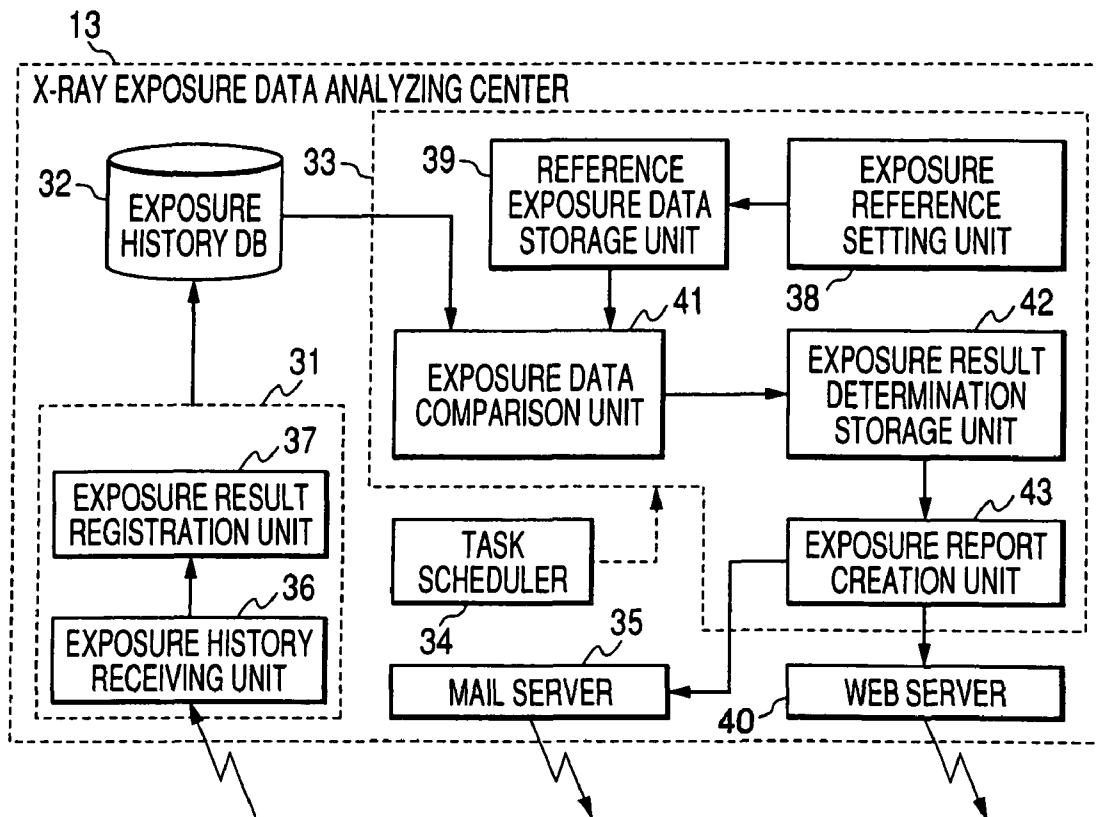 13
X-RAY EXPOSURE DATA ANALYZING CENTER
32
EXPOSURE
HISTORY DB
33
39
REFERENCE
EXPOSURE DATA
STORAGE UNIT
EXPOSURE
REFERENCE
SETTING UNIT
38
41
EXPOSURE DATA
COMPARISON UNIT
42
EXPOSURE RESULT
DETERMINATION
STORAGE UNIT
31
37
EXPOSURE RESULT
REGISTRATION UNIT
36
EXPOSURE HISTORY
RECEIVING UNIT
TASK
SCHEDULER
34
43
EXPOSURE REPORT
CREATION UNIT
35
MAIL SERVER
WEB SERVER
40